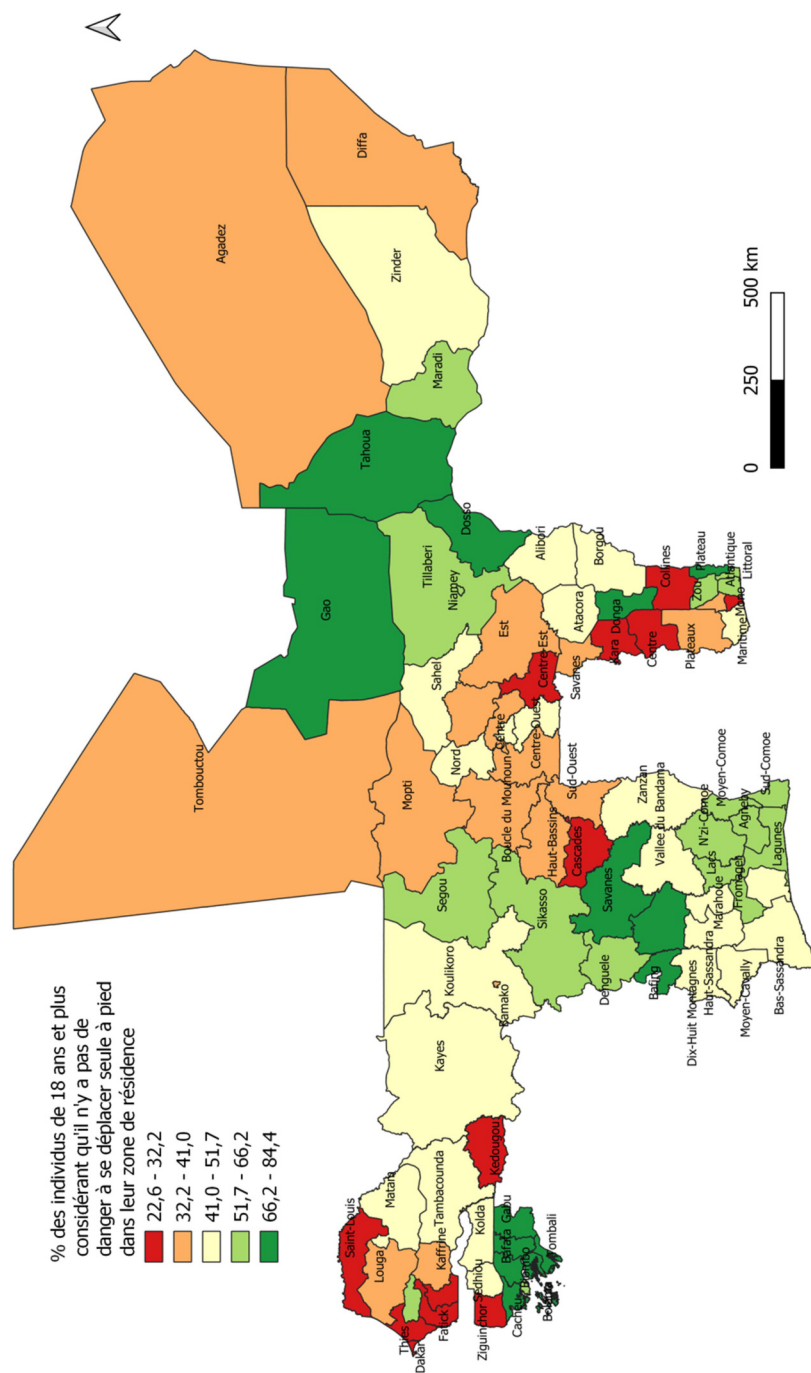 % des individus de 18 ans et plus
considérant qu'il n'y a pas de
danger à se déplacer seule à pied
dans leur zone de résidence
22,6 - 32,2
32,2 - 41,0
41,0 - 51,7
51,7 - 66,2
66,2 - 84,4
Saint-Louis
Matam
Louga
Thies
Dakar
Fatick
Kaffrine
Tambacounda
Kedougou
Kolda
Sedhiou
Ziguinchor
Cacheu
Bafata
Gabu
Biombo
Tombali
Kayes
Koulikoro
Bamako
Segou
Sikasso
Mopti
Tombouctou
Gao
Agadez
Diffa
Zinder
Maradi
Tahoua
Tillaberi
Niamey
Dosso
Sahel
Nord
Est
Centre-Est
Centre
Centre-Ouest
Boucle du Mouhoun
Haut-Bassins
Sud-Ouest
Cascades
Denguele
Savanes
Bafing
Zanzan
Vallee du Bandama
Dix-Huit Montagnes
Haut-Sassandra
Marahoue
Moyen-Cavally
Bas-Sassandra
Fromager
Lacs
N'zi-Comoe
Moyen-Comoe
Agneby
Sud-Comoe
Lagunes
Alibori
Borgou
Atacora
Donga
Collines
Plateau
Zou
Atlantique
Littoral
Mono
Savanes
Kara
Centre
Plateaux
Maritime
0
250
500 km